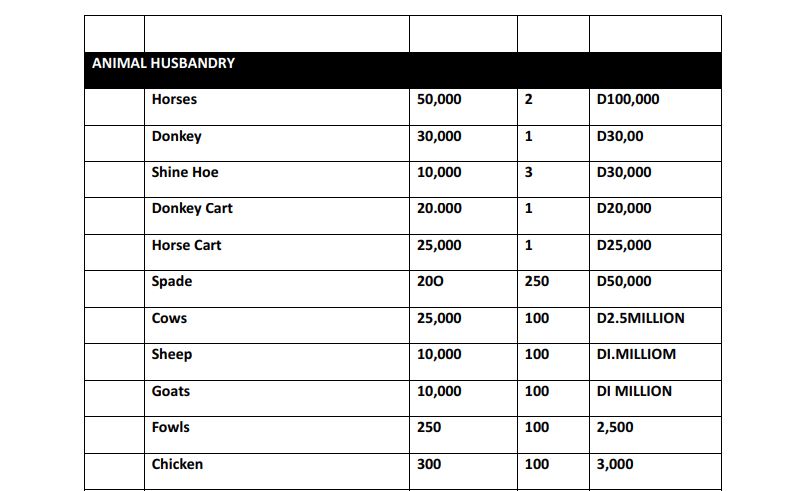 ANIMAL HUSBANDRY
Horses 50,000 2 D100,000
Donkey 30,000 1 D30,00
Shine Hoe 10,000 3 D30,000
Donkey Cart 20.000 1 D20,000
Horse Cart 25,000 1 D25,000
Spade 20O 250 D50,000
Cows 25,000 100 D2.5MILLION
Sheep 10,000 100 DI.MILLIOM
Goats 10,000 100 DI MILLION
Fowls 250 100 2,500
Chicken 300 100 3,000